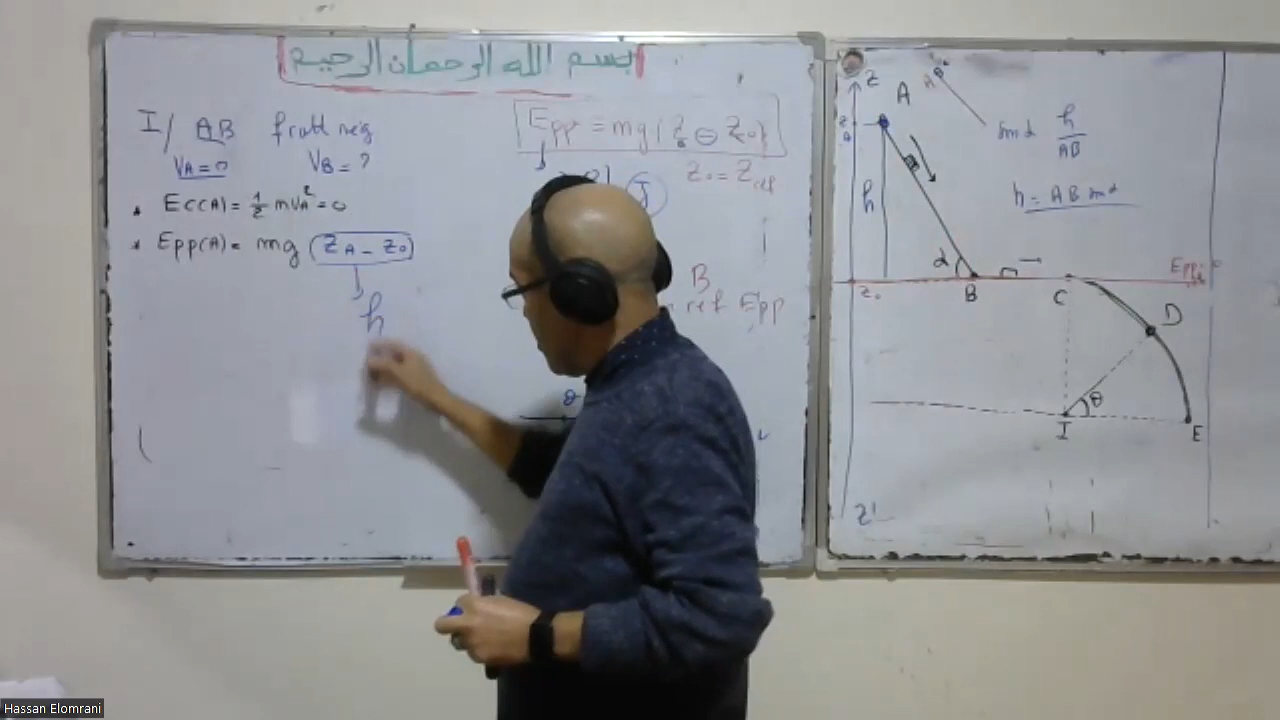 بسم الله الرحمان الرحيم
I/ AB frott neg
VA = 0 VB = ?
• Ec(A) = 1/2 mVA² = 0
• Epp(A) = mg (ZA - Z0)
h
Epp = mg(Z - Z0)
Z0 = Zref
J
B
ref Epp
θ
Z
A
B
sin α h/AB
h = AB sin α
h
α
B
C
Z0
D
θ
I
E
Z'
Hassan Elomrani